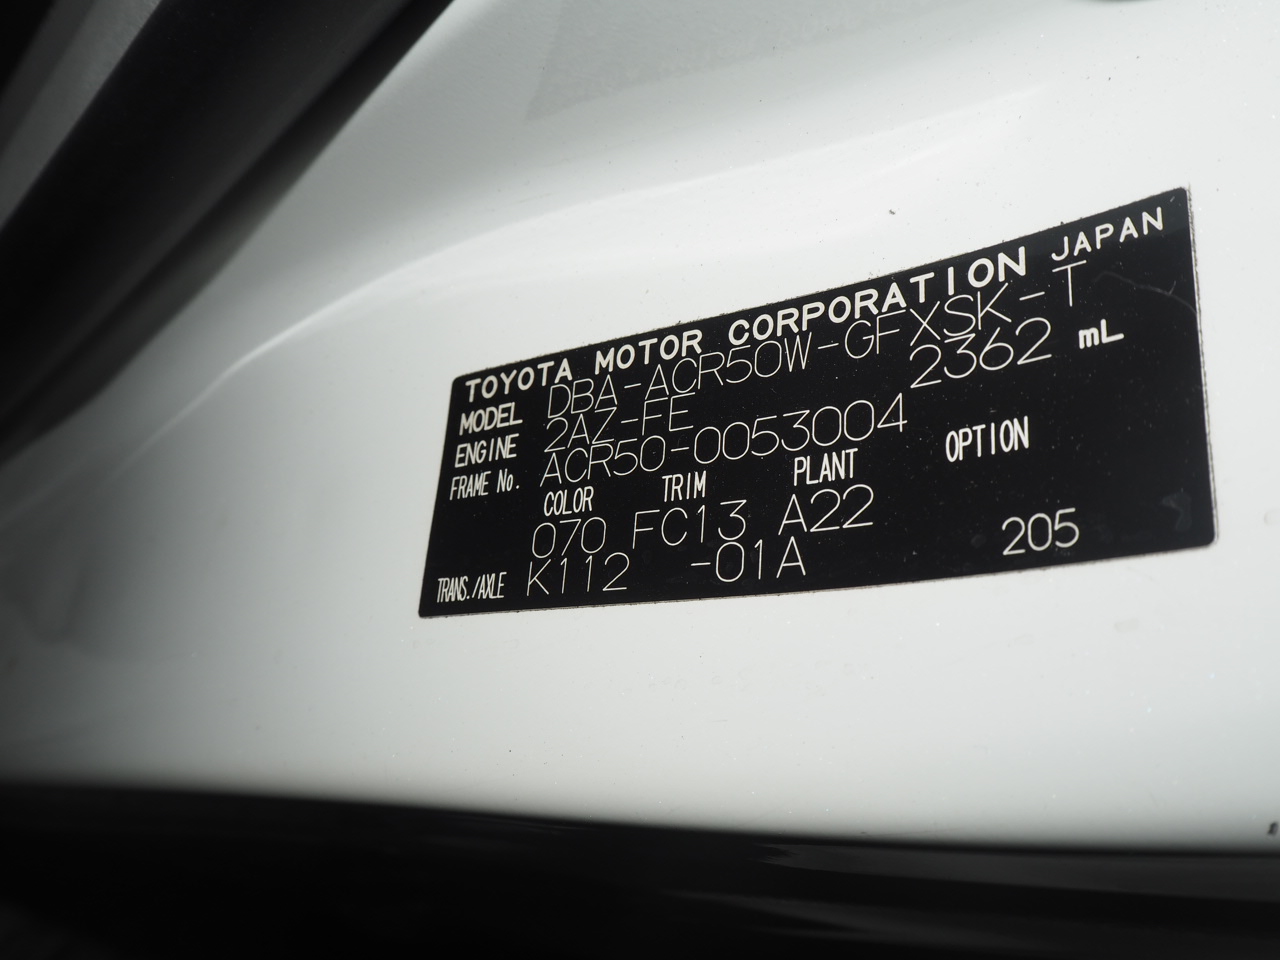 TOYOTA MOTOR CORPORATION JAPAN
MODEL DBA-ACR50W-GFXSK-T
ENGINE 2AZ-FE 2362 mL
FRAME No. ACR50-0053004
COLOR TRIM PLANT OPTION
070 FC13 A22
TRANS./AXLE K112 -01A 205